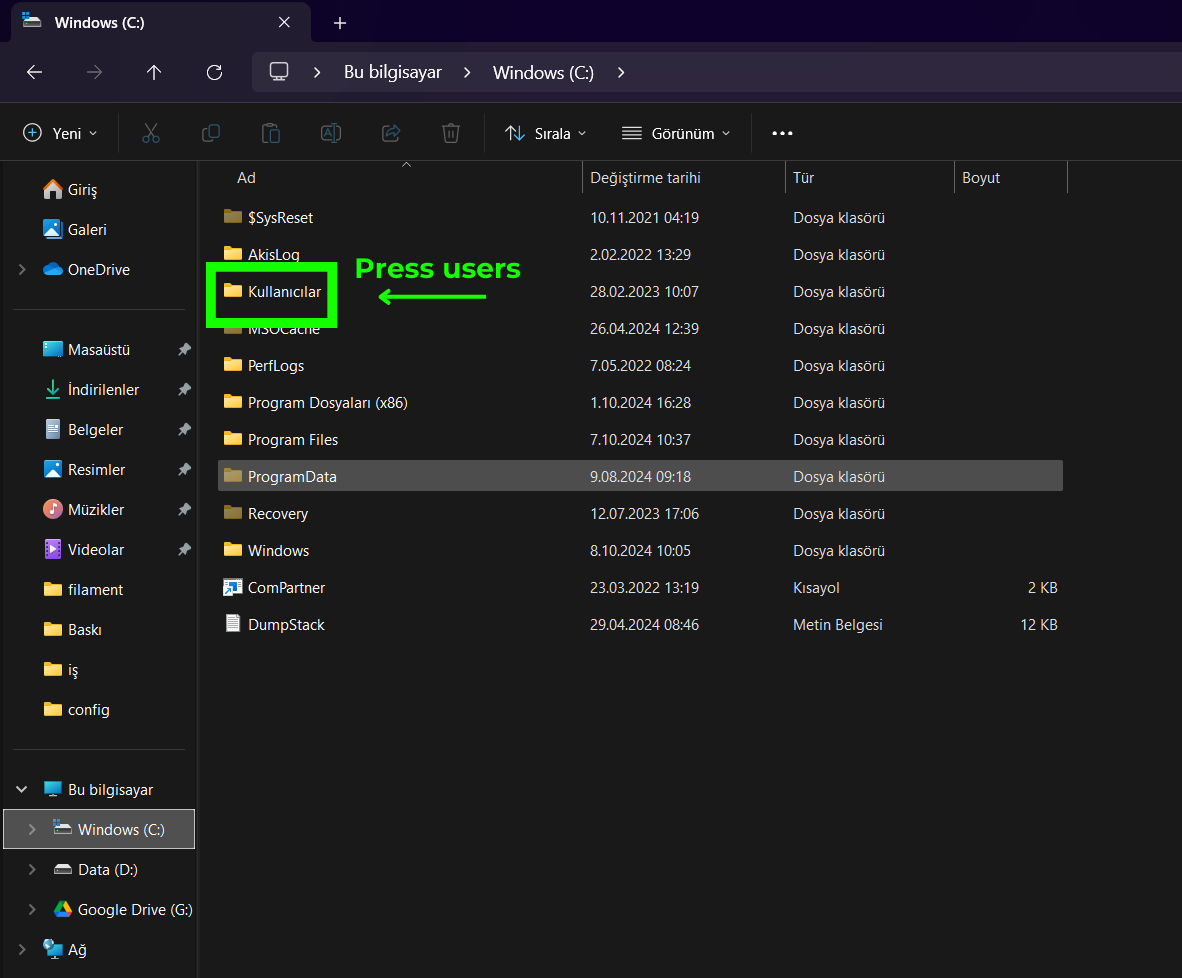 Windows (C:)
Bu bilgisayar
Windows (C:)
Yeni
Sırala
Görünüm
Giriş
Galeri
OneDrive
Masaüstü
İndirilenler
Belgeler
Resimler
Müzikler
Videolar
filament
Baskı
iş
config
Bu bilgisayar
Windows (C:)
Data (D:)
Google Drive (G:)
Ağ
Ad Değiştirme tarihi Tür Boyut
$SysReset 10.11.2021 04:19 Dosya klasörü
AkisLog 2.02.2022 13:29 Dosya klasörü
Press users
Kullanıcılar 28.02.2023 10:07 Dosya klasörü
MSOCache 26.04.2024 12:39 Dosya klasörü
PerfLogs 7.05.2022 08:24 Dosya klasörü
Program Dosyaları (x86) 1.10.2024 16:28 Dosya klasörü
Program Files 7.10.2024 10:37 Dosya klasörü
ProgramData 9.08.2024 09:18 Dosya klasörü
Recovery 12.07.2023 17:06 Dosya klasörü
Windows 8.10.2024 10:05 Dosya klasörü
ComPartner 23.03.2022 13:19 Kısayol 2 KB
DumpStack 29.04.2024 08:46 Metin Belgesi 12 KB